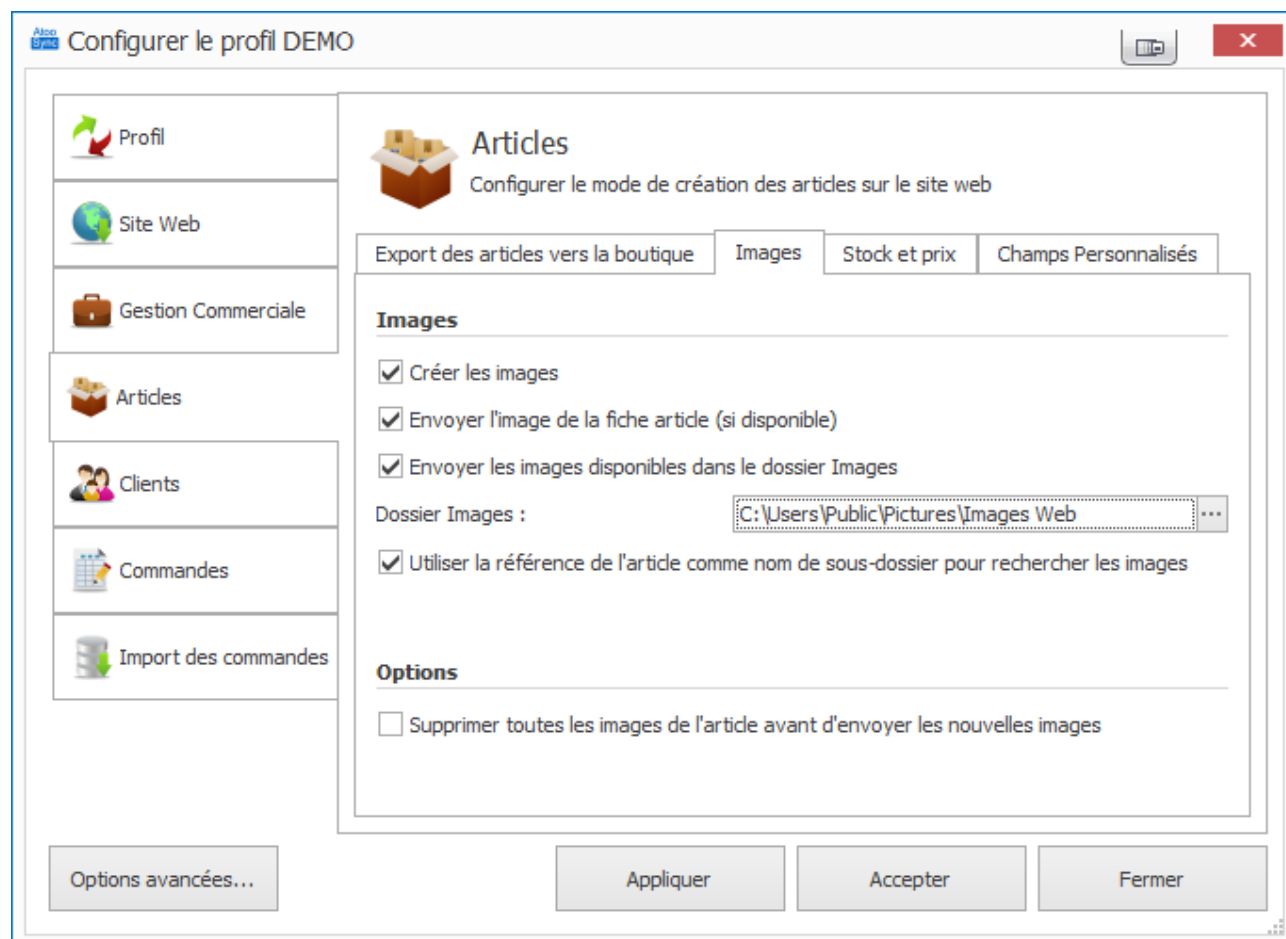 Atoo
Sync
Configurer le profil DEMO
Profil
Site Web
Gestion Commerciale
Articles
Clients
Commandes
Import des commandes
Articles
Configurer le mode de création des articles sur le site web
Export des articles vers la boutique
Images
Stock et prix
Champs Personnalisés
Images
Créer les images
Envoyer l'image de la fiche article (si disponible)
Envoyer les images disponibles dans le dossier Images
Dossier Images : C:\Users\Public\Pictures\Images Web ...
Utiliser la référence de l'article comme nom de sous-dossier pour rechercher les images
Options
Supprimer toutes les images de l'article avant d'envoyer les nouvelles images
Options avancées...
Appliquer
Accepter
Fermer